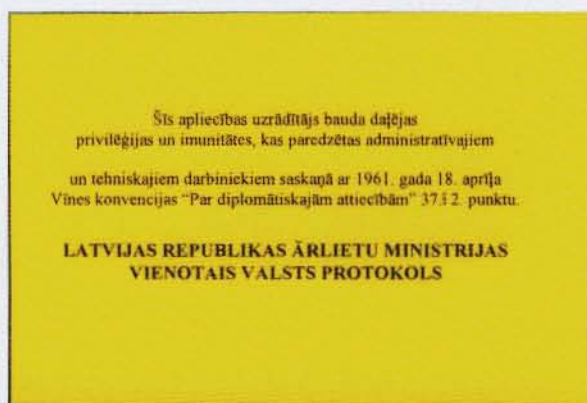 Šīs apliecības uzrādītājs bauda daļējas
privilēģijas un imunitātes, kas paredzētas administratīvajiem
un tehniskajiem darbinickiem saskaņā ar 1961. gada 18. aprīļa
Vīnes konvencijas “Par diplomātiskajām attiecībām” 37.i 2. punktu.
LATVIJAS REPUBLIKAS ĀRLIETU MINISTRIJAS
VIENOTAIS VALSTS PROTOKOLS